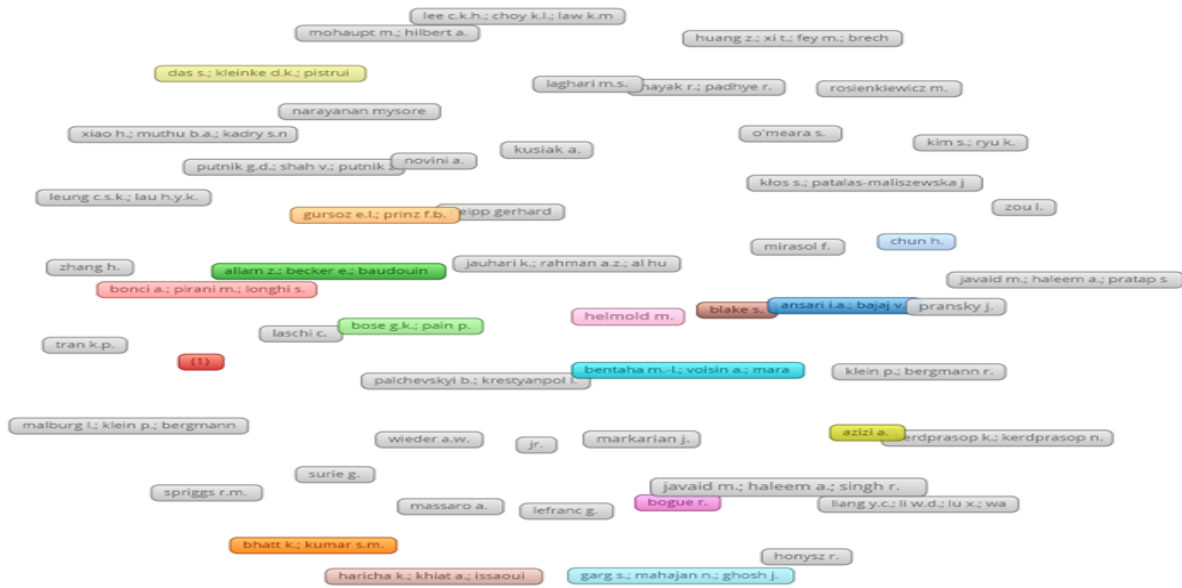 lee c.k.h.; choy k.l.; law k.m
mohaupt m.; hilbert a.
huang z.; xi t.; fey m.; brech
das s.; kleinke d.k.; pistrui
laghari m.s.
nayak r.; padhye r.
rosienkiewicz m.
narayanan mysore
xiao h.; muthu b.a.; kadry s.n
o'meara s.
kim s.; ryu k.
kusiak a.
putnik g.d.; shah v.; putnik
novini a.
kłos s.; patalas-maliszewska j
leung c.s.k.; lau h.y.k.
zou l.
gursoz e.l.; prinz f.b.
gerhard
mirasol f.
chun h.
zhang h.
allam z.; becker e.; baudouin
jauhari k.; rahman a.z.; al hu
javaid m.; haleem a.; pratap s
bonci a.; pirani m.; longhi s.
helmold m.
blake s.
ansari i.a.; bajaj v.
pransky j.
laschi c.
bose g.k.; pain p.
tran k.p.
(1)
palchevskyi b.; krestyanpol l.
bentaha m.-l.; voisin a.; mara
klein p.; bergmann r.
malburg l.; klein p.; bergmann
wieder a.w.
jr.
markarian j.
azizi a.
kerdprasop k.; kerdprasop n.
surie g.
spriggs r.m.
javaid m.; haleem a.; singh r.
massaro a.
lefranc g.
bogue r.
liang y.c.; li w.d.; lu x.; wa
bhatt k.; kumar s.m.
honysz r.
haricha k.; khiat a.; issaoui
garg s.; mahajan n.; ghosh j.